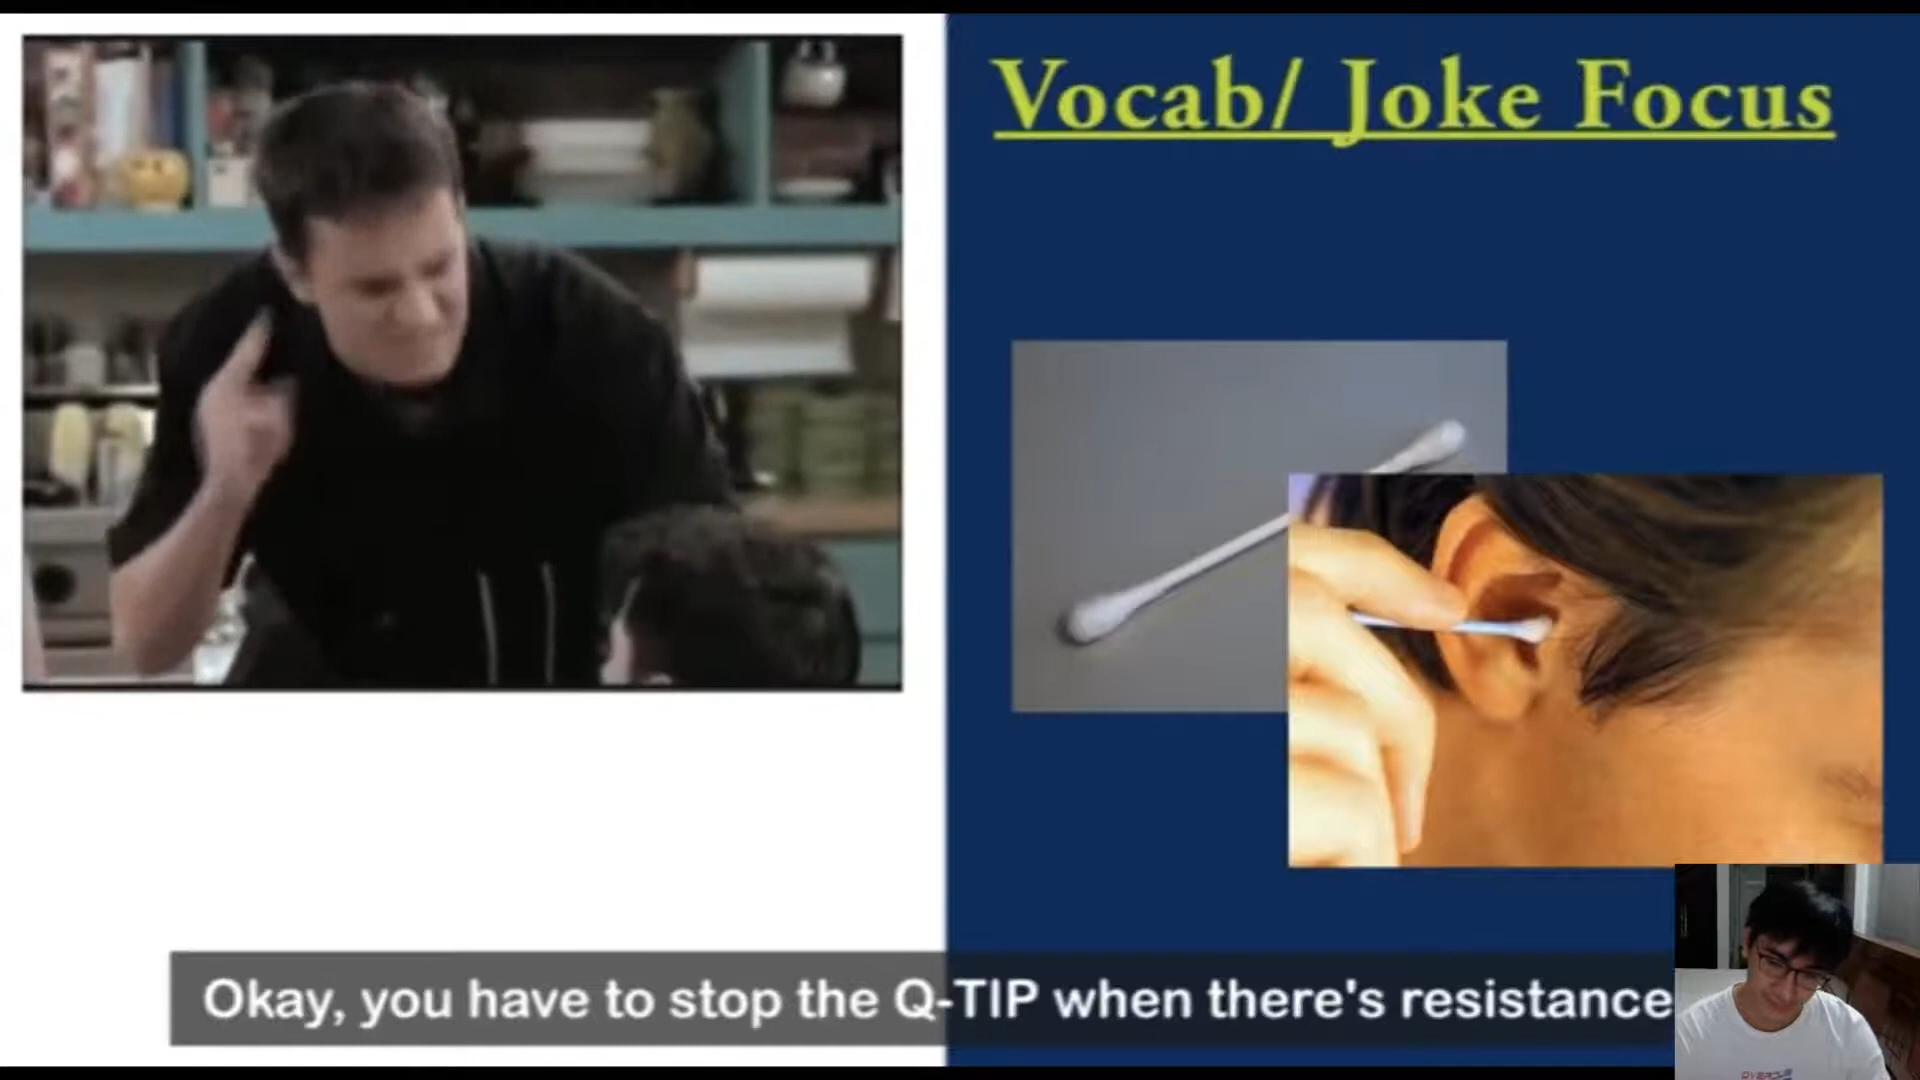 Vocab/ Joke Focus
Okay, you have to stop the Q-TIP when there's resistance